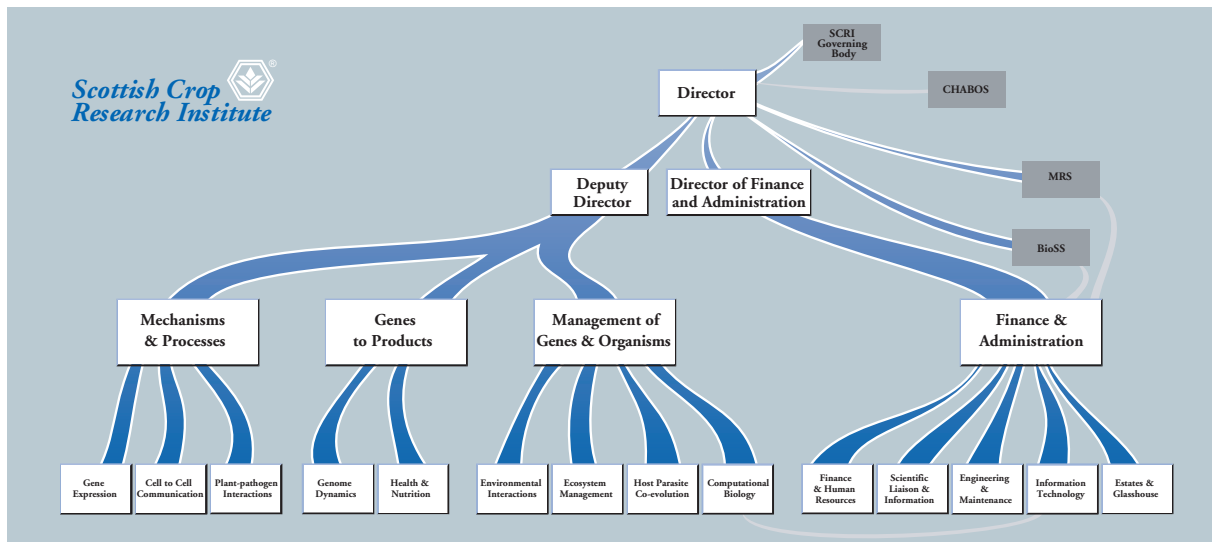 Scottish Crop
Research Institute
®
SCRI
Governing
Body
Director
CHABOS
MRS
Deputy
Director
Director of Finance
and Administration
BioSS
Mechanisms
& Processes
Genes
to Products
Management of
Genes & Organisms
Finance &
Administration
Gene
Expression
Cell to Cell
Communication
Plant-pathogen
Interactions
Genome
Dynamics
Health &
Nutrition
Environmental
Interactions
Ecosystem
Management
Host Parasite
Co-evolution
Computational
Biology
Finance
& Human
Resources
Scientific
Liaison &
Information
Engineering
&
Maintenance
Information
Technology
Estates &
Glasshouse